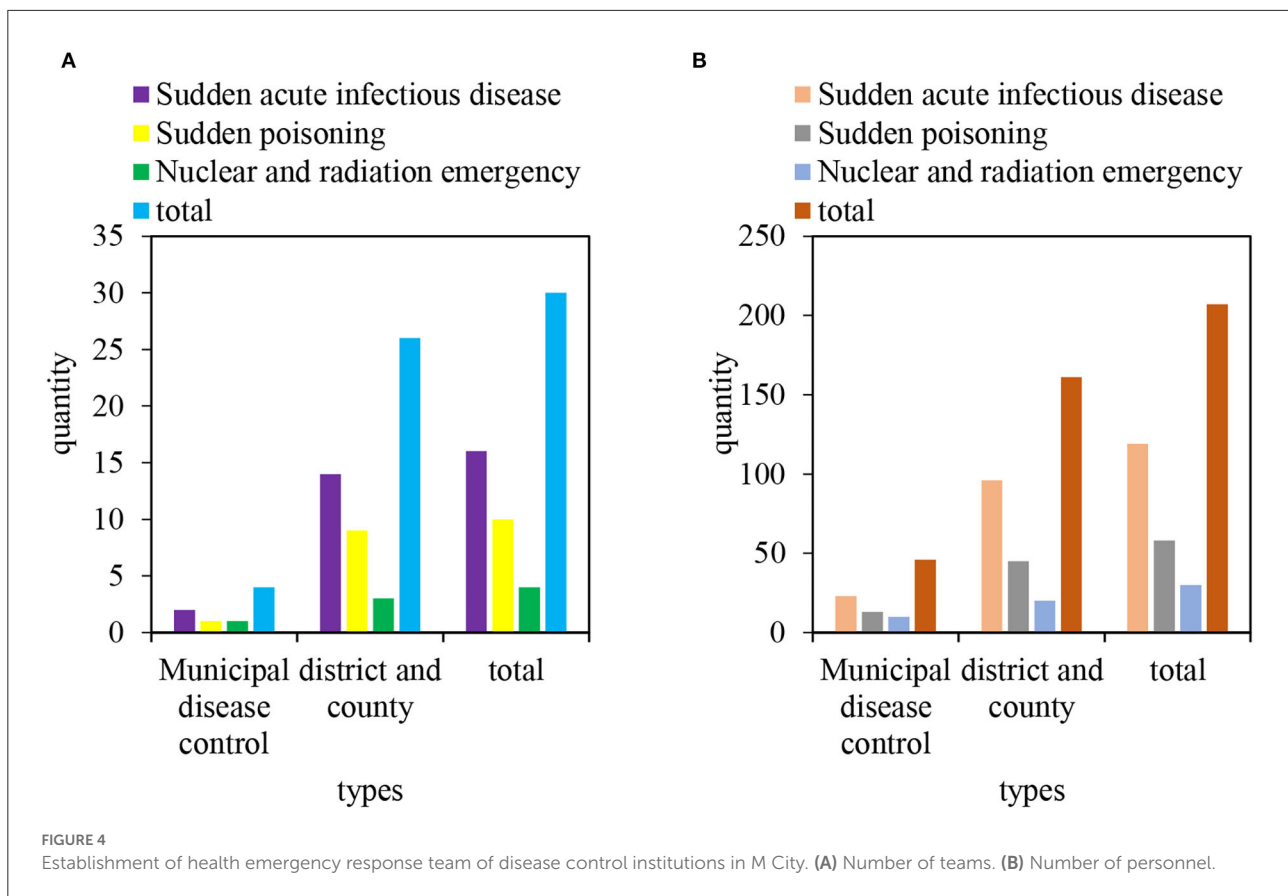 A
Sudden acute infectious disease
Sudden poisoning
Nuclear and radiation emergency
total
35
30
25
20
15
10
5
0
quantity
Municipal disease control
district and county
total
types
B
Sudden acute infectious disease
Sudden poisoning
Nuclear and radiation emergency
total
250
200
150
100
50
0
quantity
Municipal disease control
district and county
total
types
FIGURE 4
Establishment of health emergency response team of disease control institutions in M City. (A) Number of teams. (B) Number of personnel.